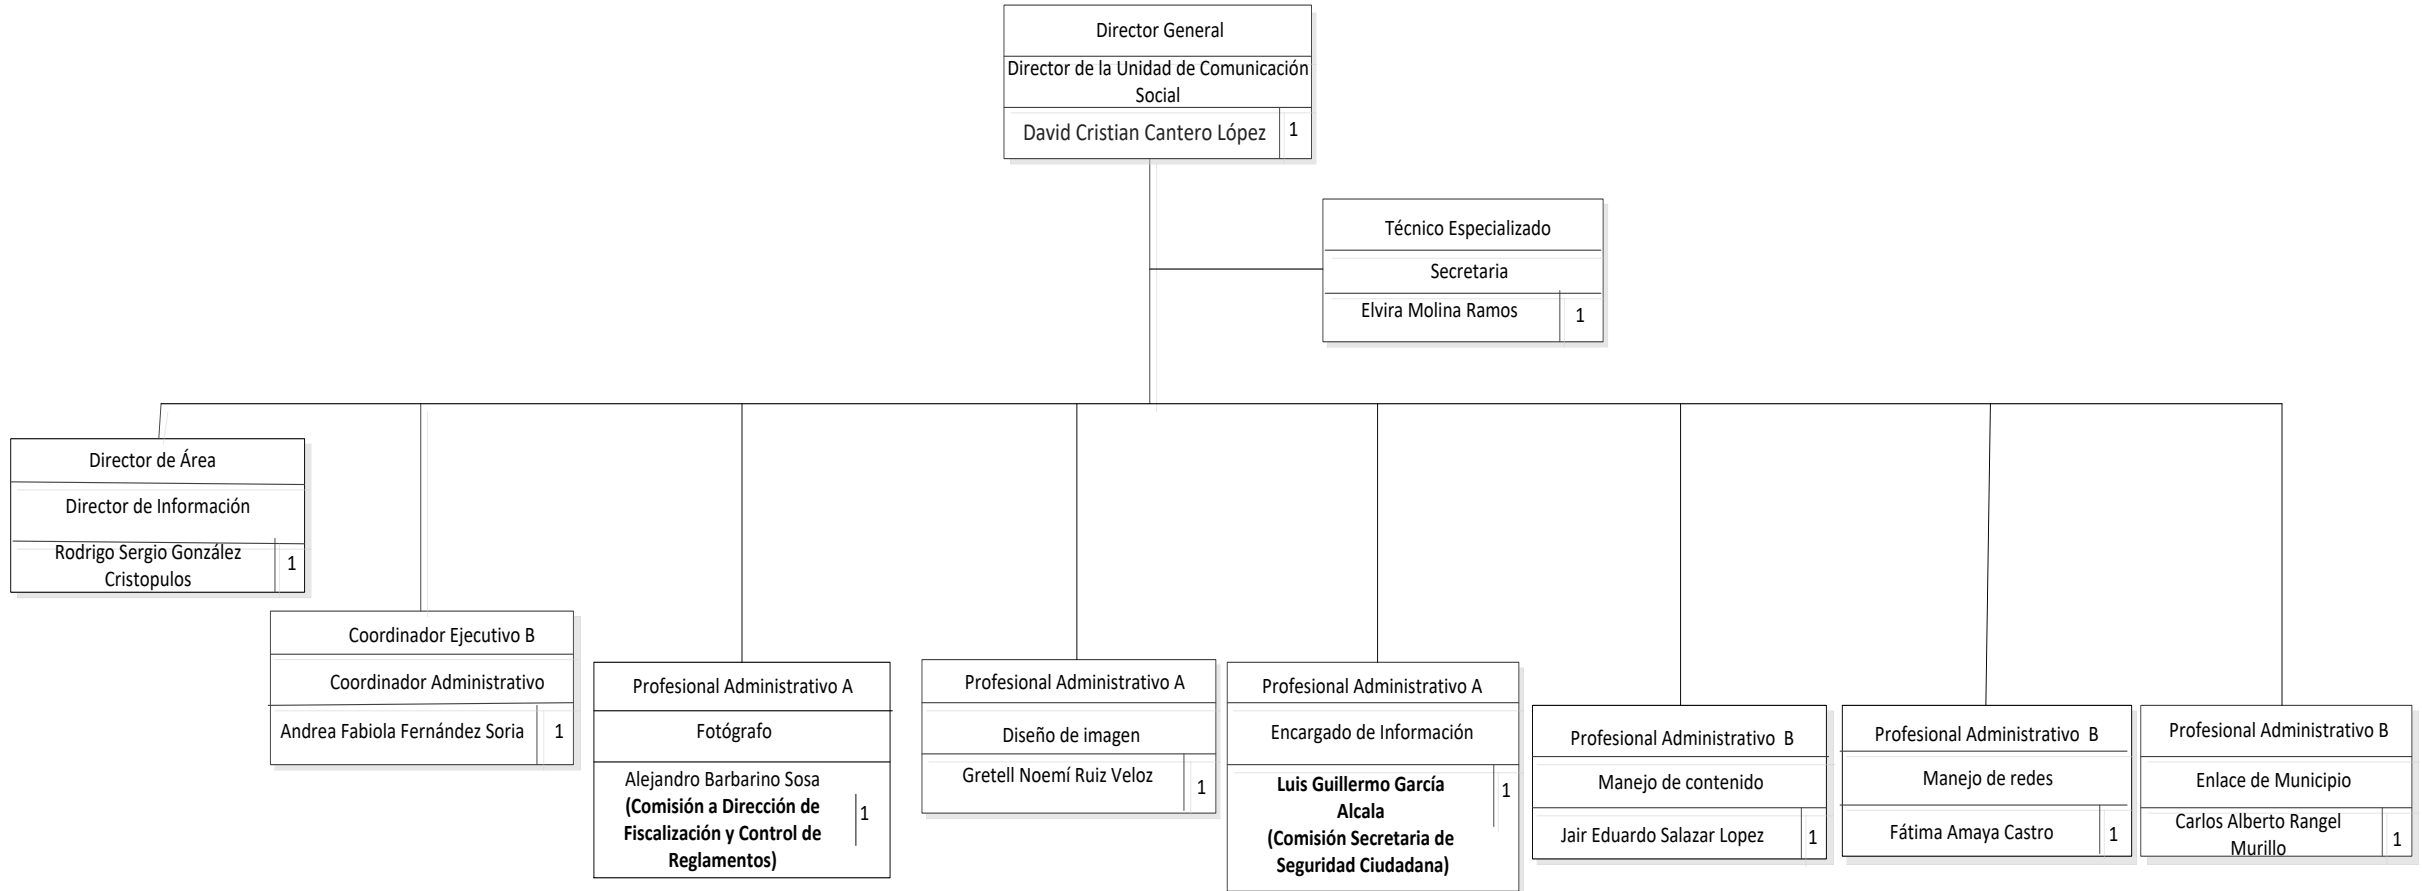 Director General
Director de la Unidad de Comunicación
Social
David Cristian Cantero López
1
Técnico Especializado
Secretaria
Elvira Molina Ramos
1
Director de Área
Director de Información
Rodrigo Sergio González
Cristopulos
1
Coordinador Ejecutivo B
Coordinador Administrativo
Andrea Fabiola Fernández Soria
1
Profesional Administrativo A
Fotógrafo
Alejandro Barbarino Sosa
(Comisión a Dirección de
Fiscalización y Control de
Reglamentos)
1
Profesional Administrativo A
Diseño de imagen
Gretell Noemí Ruiz Veloz
1
Profesional Administrativo A
Encargado de Información
Luis Guillermo García
Alcala
(Comisión Secretaria de
Seguridad Ciudadana)
1
Profesional Administrativo B
Manejo de contenido
Jair Eduardo Salazar Lopez
1
Profesional Administrativo B
Manejo de redes
Fátima Amaya Castro
1
Profesional Administrativo B
Enlace de Municipio
Carlos Alberto Rangel
Murillo
1